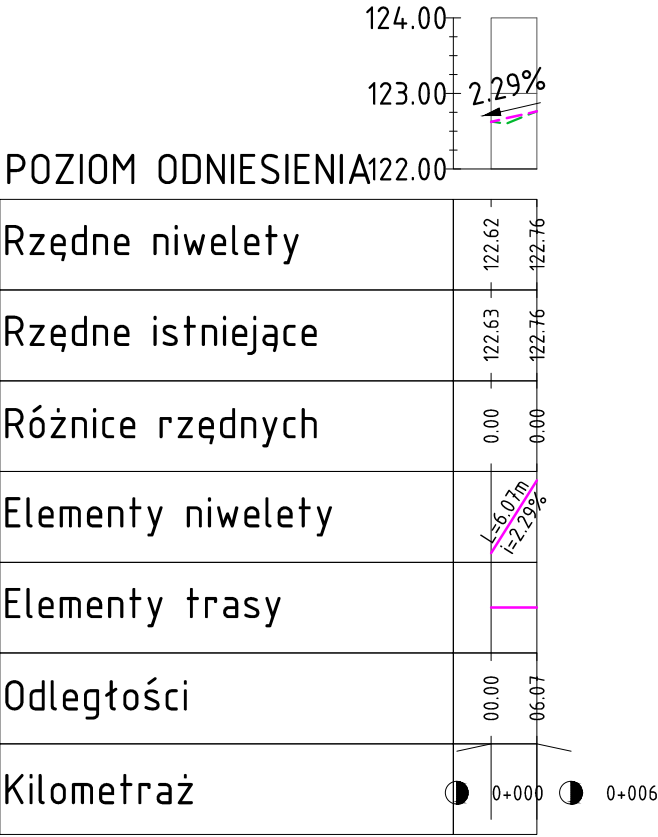 124.00
123.00
2.29%
POZIOM ODNIESIENIA 122.00
Rzędne niwelety 122.62 122.76
Rzędne istniejące 122.63 122.76
Różnice rzędnych 0.00 0.00
Elementy niwelety L=6.07m i=2.29%
Elementy trasy
Odległości 00.00 06.07
Kilometraż 0+000 0+006